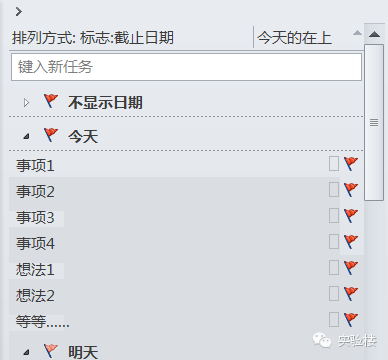 排列方式: 标志:截止日期 今天的在上
键入新任务
不显示日期
今天
事项1
事项2
事项3
事项4
想法1
想法2
等等......
实验楼
明天